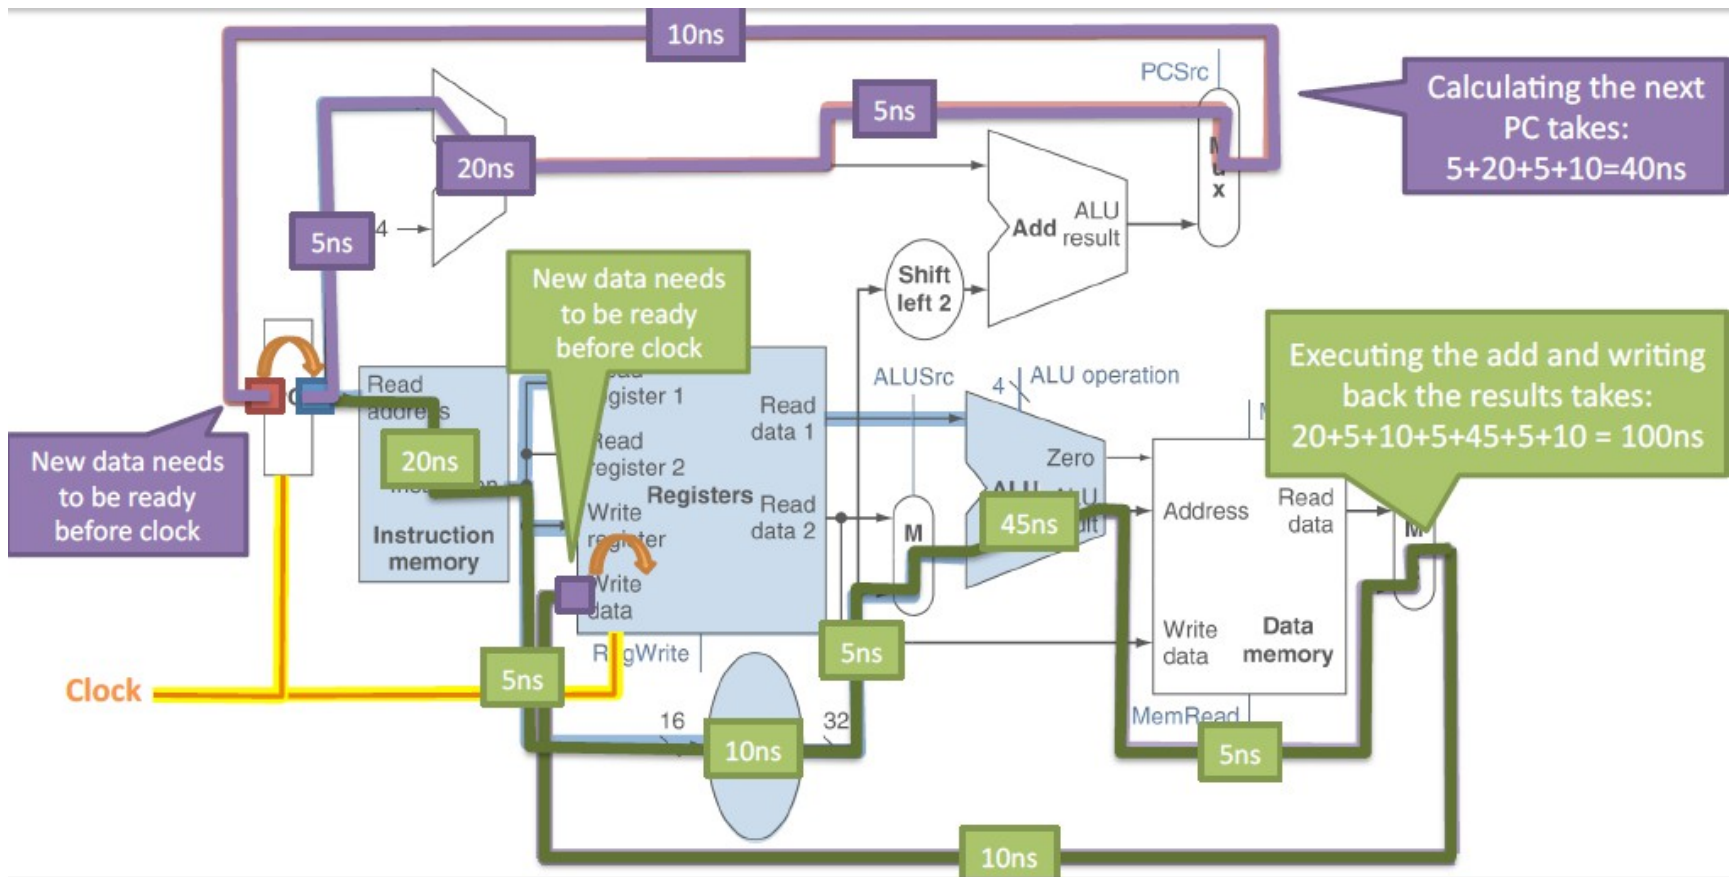 10ns
PCSrc
5ns
Calculating the next
PC takes:
5+20+5+10=40ns
20ns
M
u
x
ALU
Add
result
5ns
4
New data needs
to be ready
before clock
Shift
left 2
Executing the add and writing
back the results takes:
20+5+10+5+45+5+10 = 100ns
ALUSrc
4
ALU operation
Read
address
register 1
Read
data 1
Read
register 2
20ns
Zero
New data needs
to be ready
before clock
Registers
ALU
Read
data
Write
register
Read
data 2
45ns
Address
Instruction
memory
M
M
Write
data
Write
data
Data
memory
5ns
RegWrite
5ns
Clock
16
32
MemRead
10ns
5ns
10ns